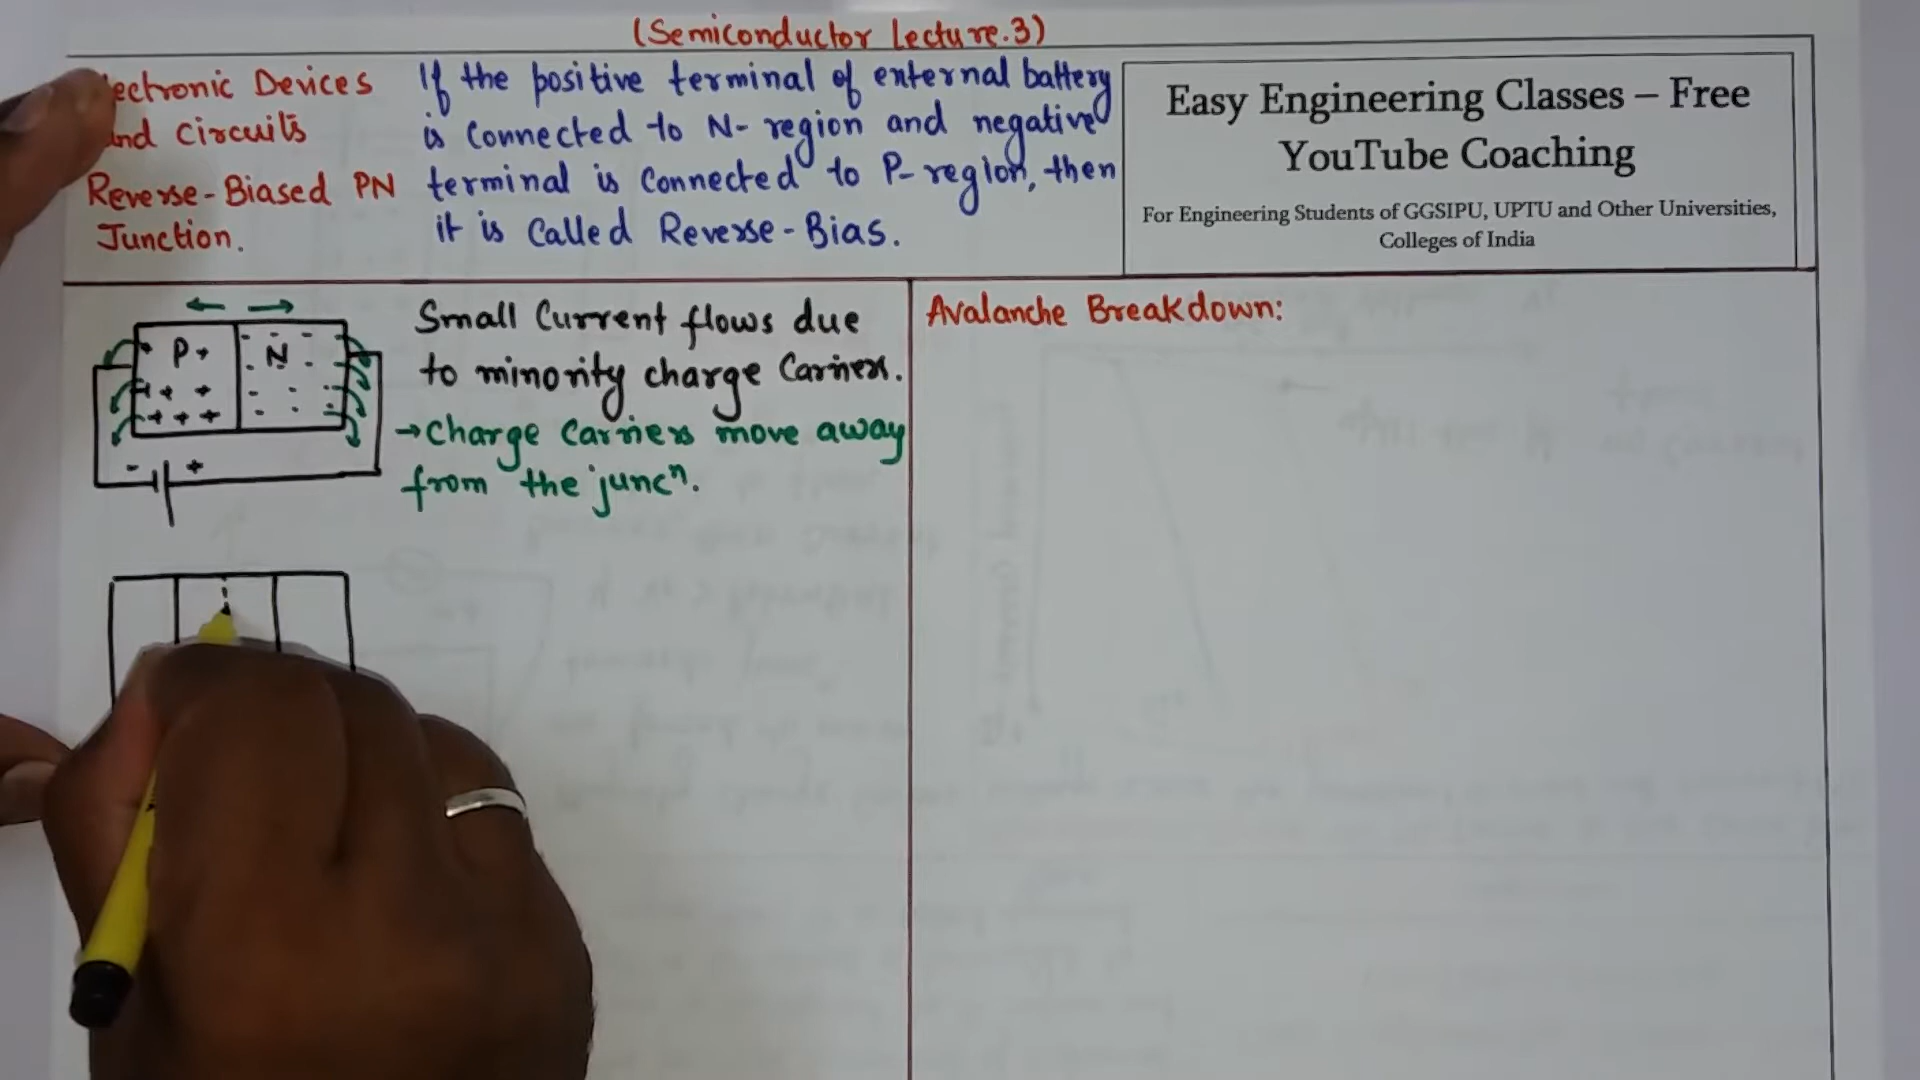 (Semiconductor Lecture.3)
ectronic Devices
and Circuits
Reverse-Biased PN
Junction.
If the positive terminal of external battery
is connected to N- region and negative
terminal is connected to P- region, then
it is called Reverse-Bias.
Easy Engineering Classes – Free
YouTube Coaching
For Engineering Students of GGSIPU, UPTU and Other Universities,
Colleges of India
P N
- +
Small Current flows due
to minority charge Carriers.
→ Charge Carriers move away
from the juncⁿ.
Avalanche Breakdown: